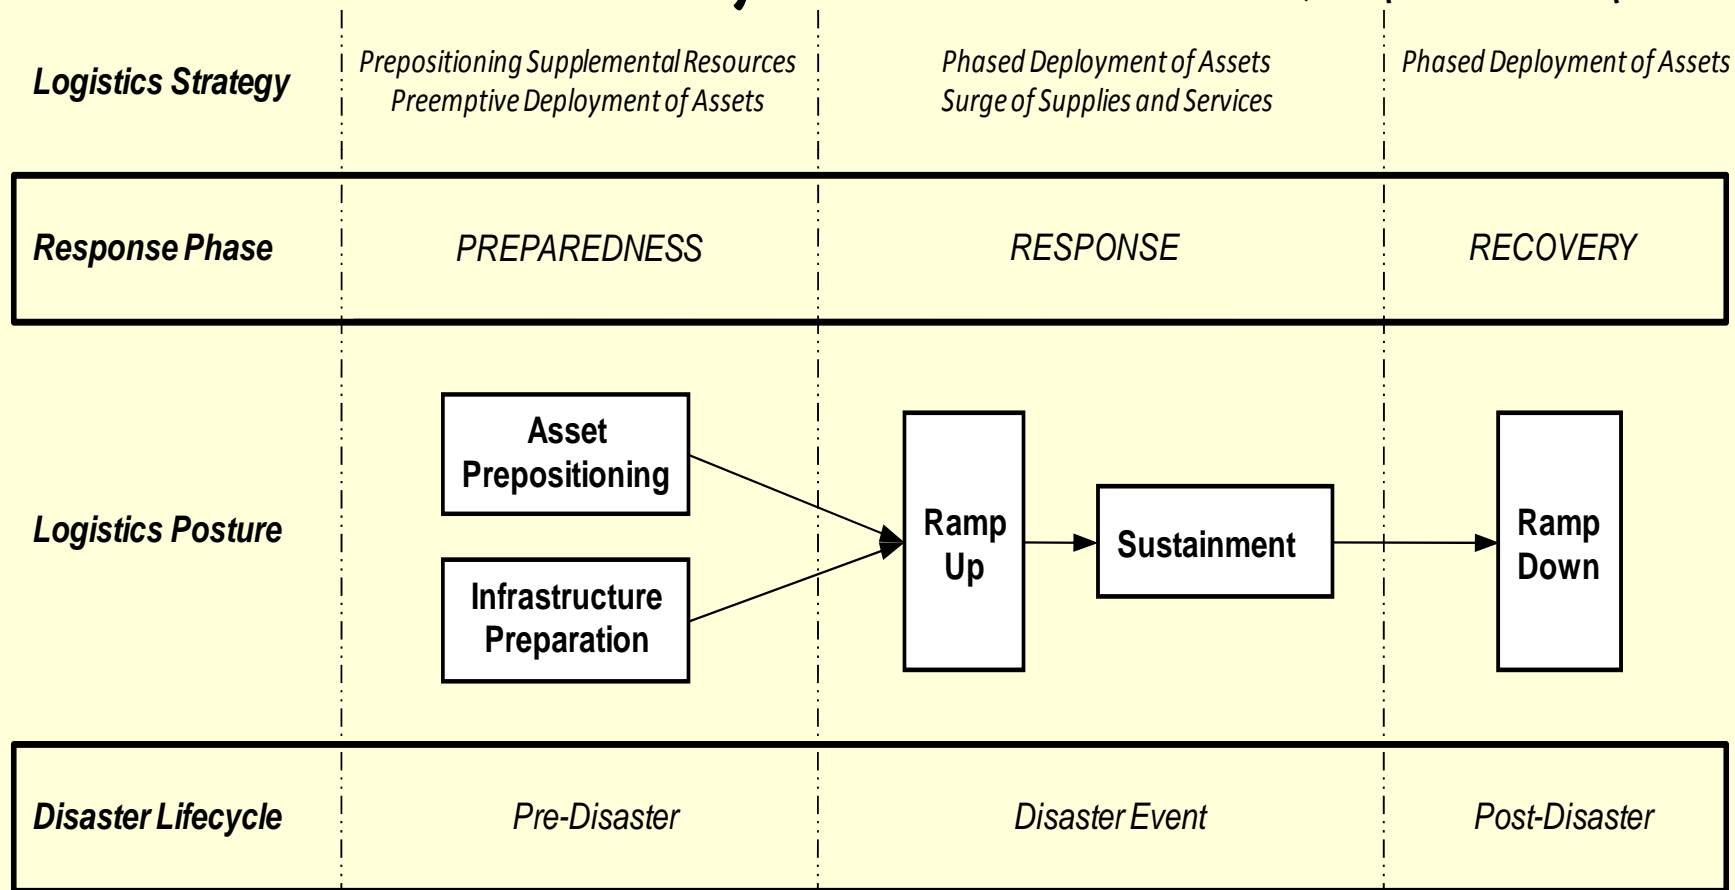 Logistics Strategy
Prepositioning Supplemental Resources
Preemptive Deployment of Assets
Phased Deployment of Assets
Surge of Supplies and Services
Phased Deployment of Assets
Response Phase
PREPAREDNESS
RESPONSE
RECOVERY
Logistics Posture
Asset
Prepositioning
Infrastructure
Preparation
Ramp
Up
Sustainment
Ramp
Down
Disaster Lifecycle
Pre-Disaster
Disaster Event
Post-Disaster